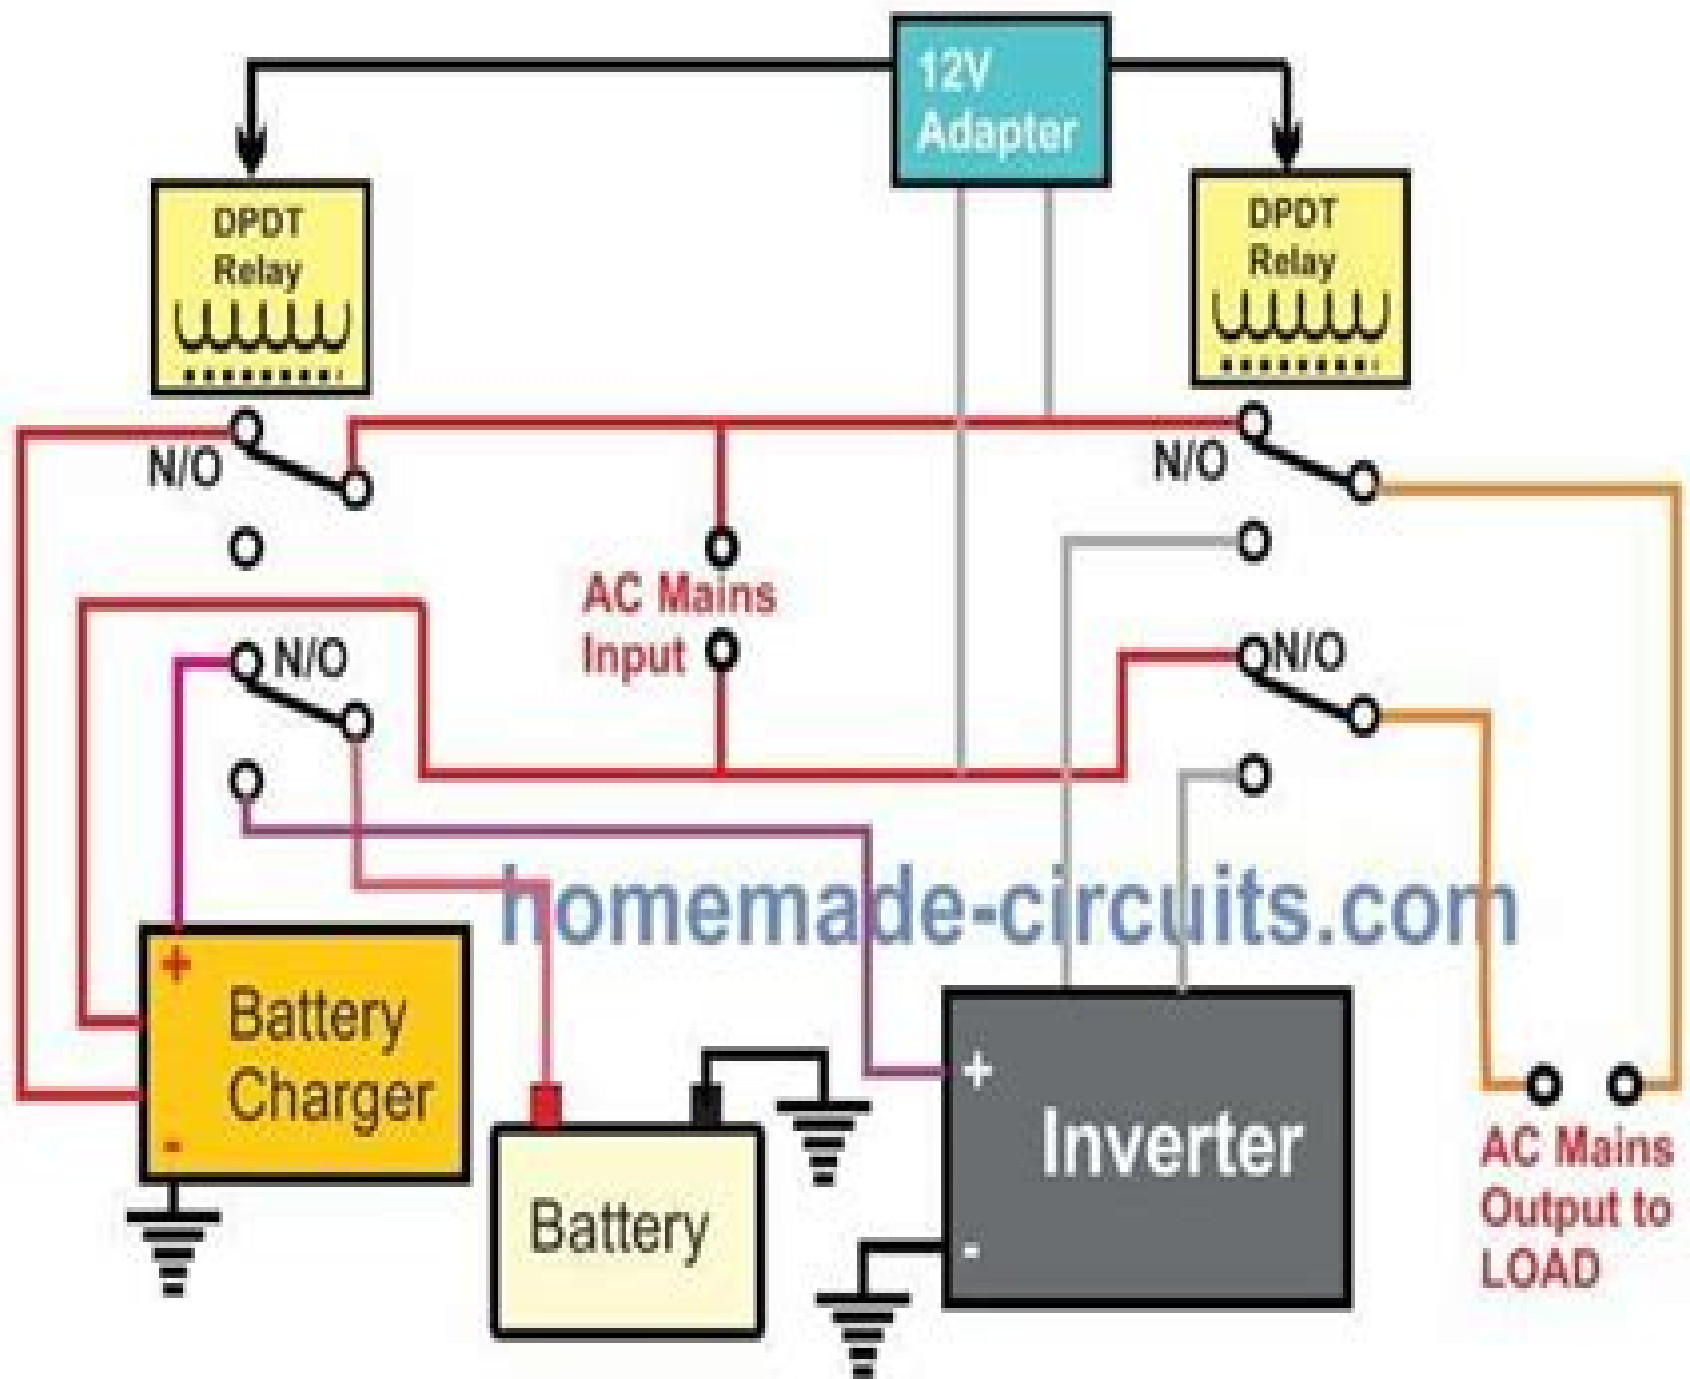 12V
Adapter
DPDT
Relay
DPDT
Relay
N/O
N/O
AC Mains
Input
N/O
N/O
homemade-circuits.com
+
Battery
Charger
-
+
Inverter
-
Battery
AC Mains
Output to
LOAD